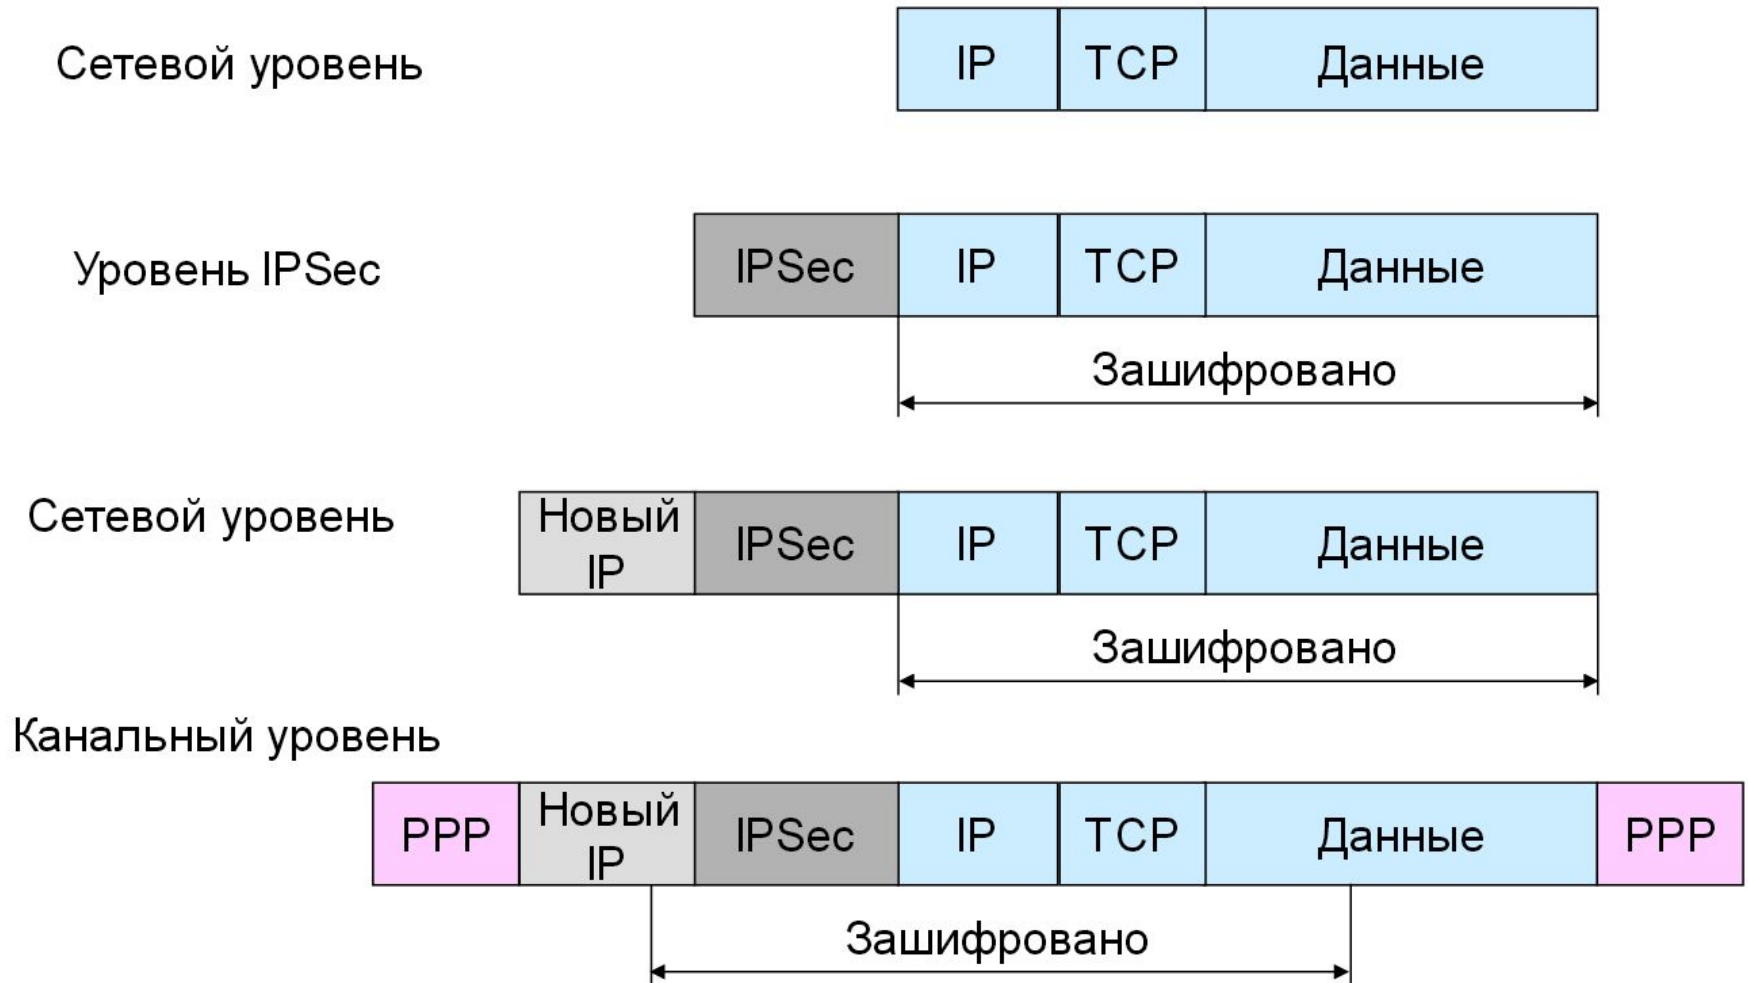 Сетевой уровень
IP TCP Данные
Уровень IPSec
IPSec IP TCP Данные
Зашифровано
Сетевой уровень
Новый
IP
IPSec IP TCP Данные
Зашифровано
Канальный уровень
PPP
Новый
IP
IPSec IP TCP Данные PPP
Зашифровано